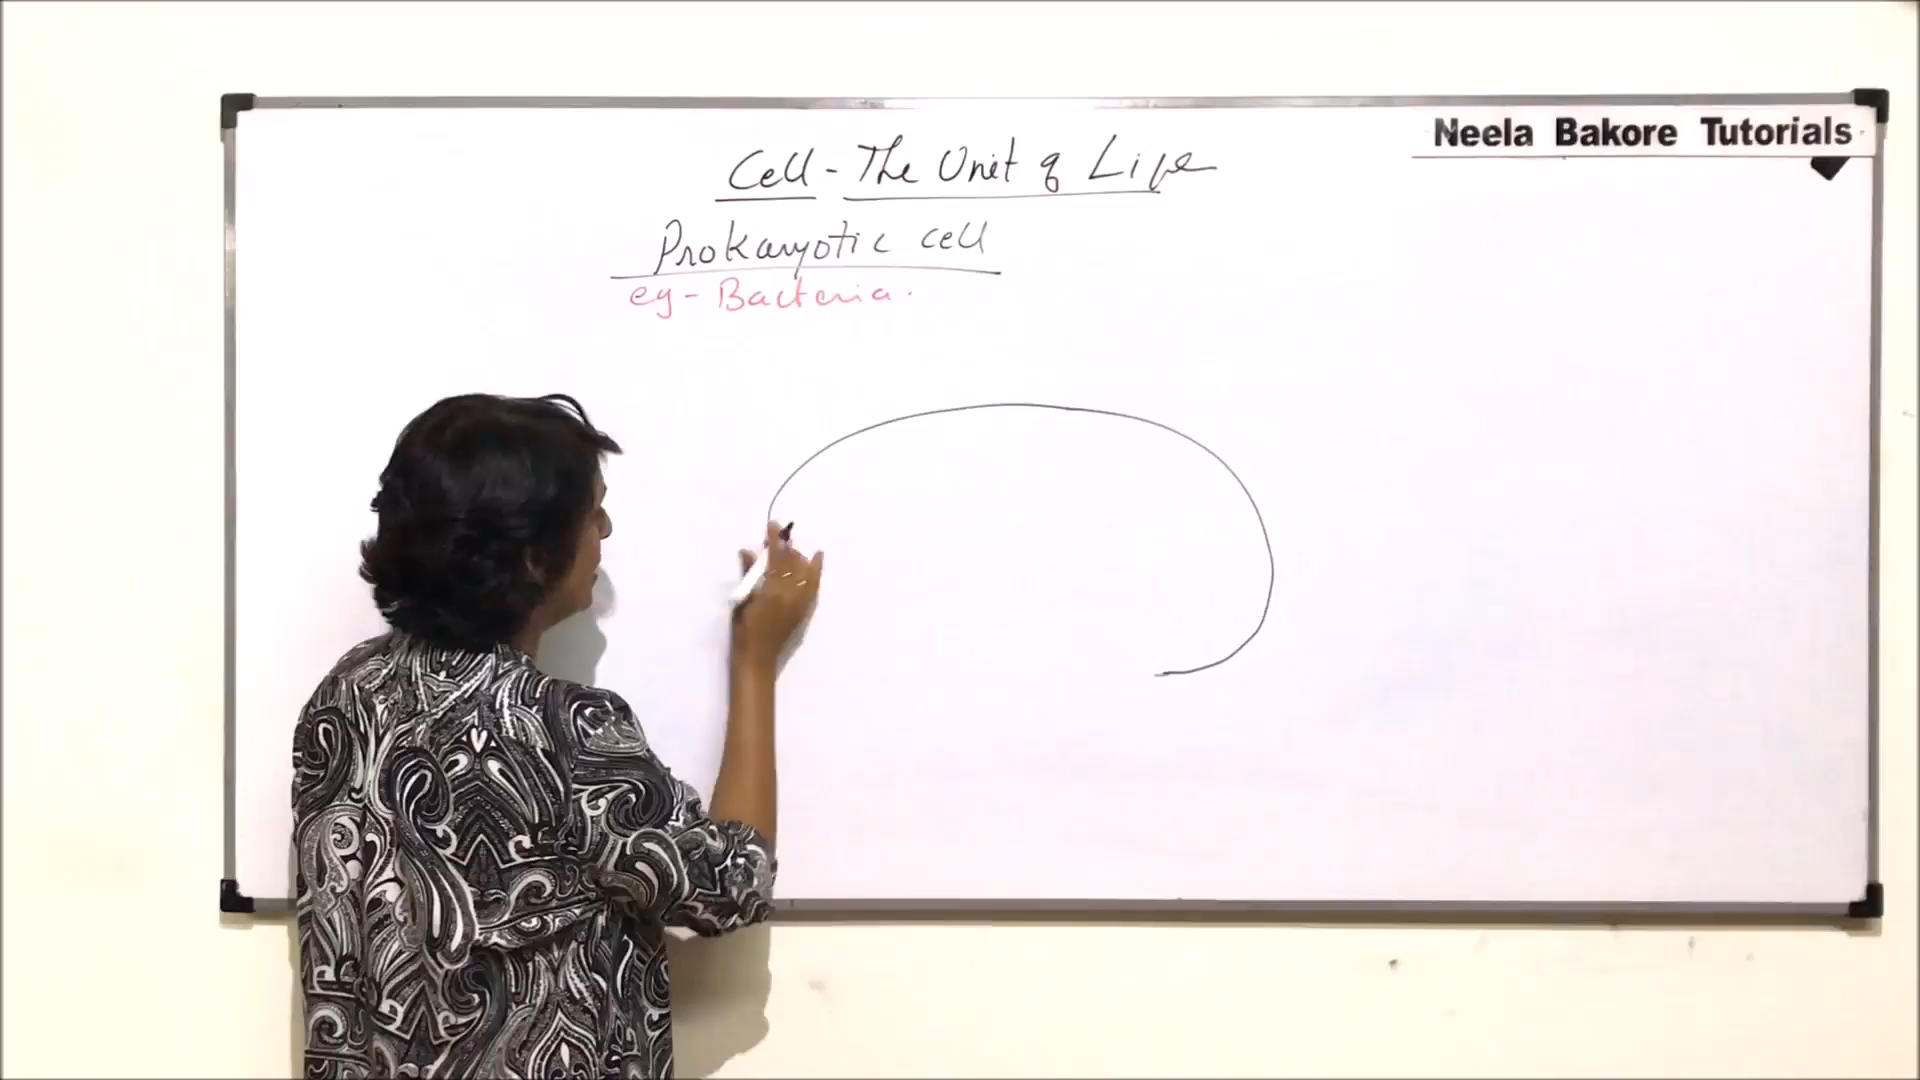 Neela Bakore Tutorials
Cell - The Unit of Life
Prokaryotic cell
eg - Bacteria.